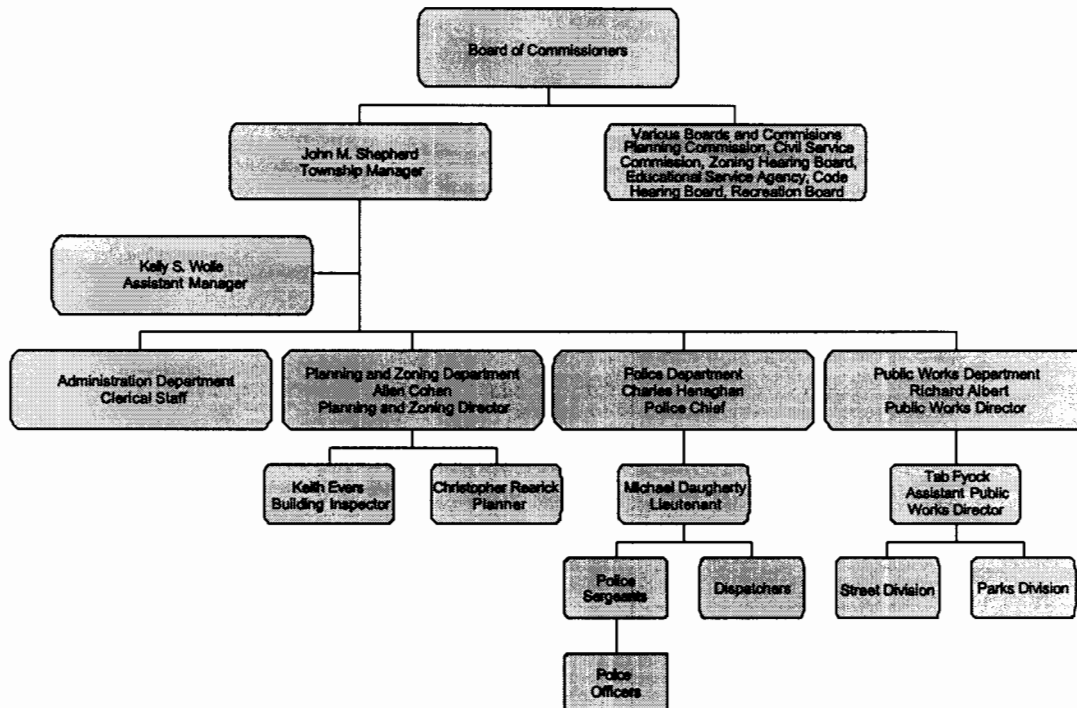 Board of Commissioners
John M. Shepherd
Township Manager
Various Boards and Commisions
Planning Commission, Civil Service
Commission, Zoning Hearing Board,
Educational Service Agency, Code
Hearing Board, Recreation Board
Kelly S. Wolfe
Assistant Manager
Administration Department
Clerical Staff
Planning and Zoning Department
Allen Cohen
Planning and Zoning Director
Police Department
Charles Henaghan
Police Chief
Public Works Department
Richard Albert
Public Works Director
Keith Evers
Building Inspector
Christopher Rearick
Planner
Michael Daugherty
Lieutenant
Tab Fyock
Assistant Public
Works Director
Police
Sergeants
Dispatchers
Street Division
Parks Division
Police
Officers